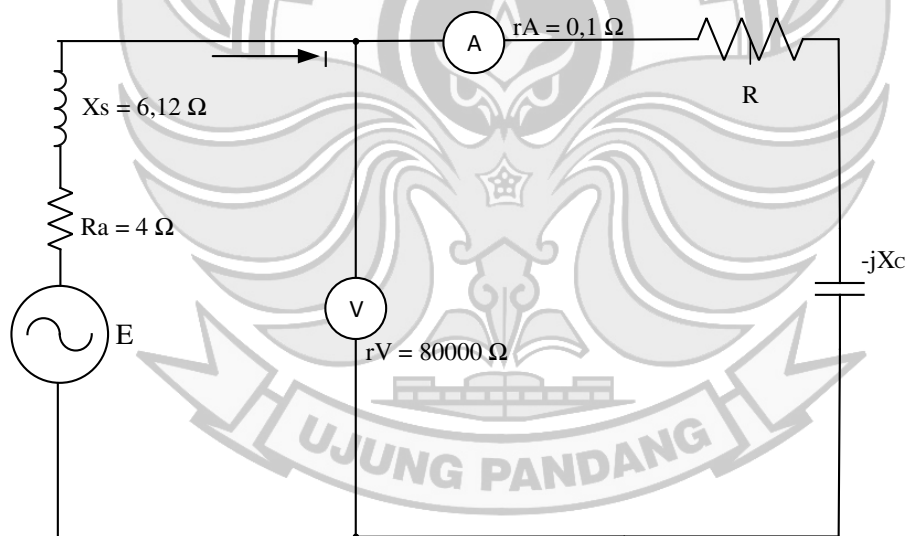 A
rA = 0,1 Ω
I
R
Xs = 6,12 Ω
Ra = 4 Ω
-jXC
V
E
rV = 80000 Ω
UJUNG PANDANG